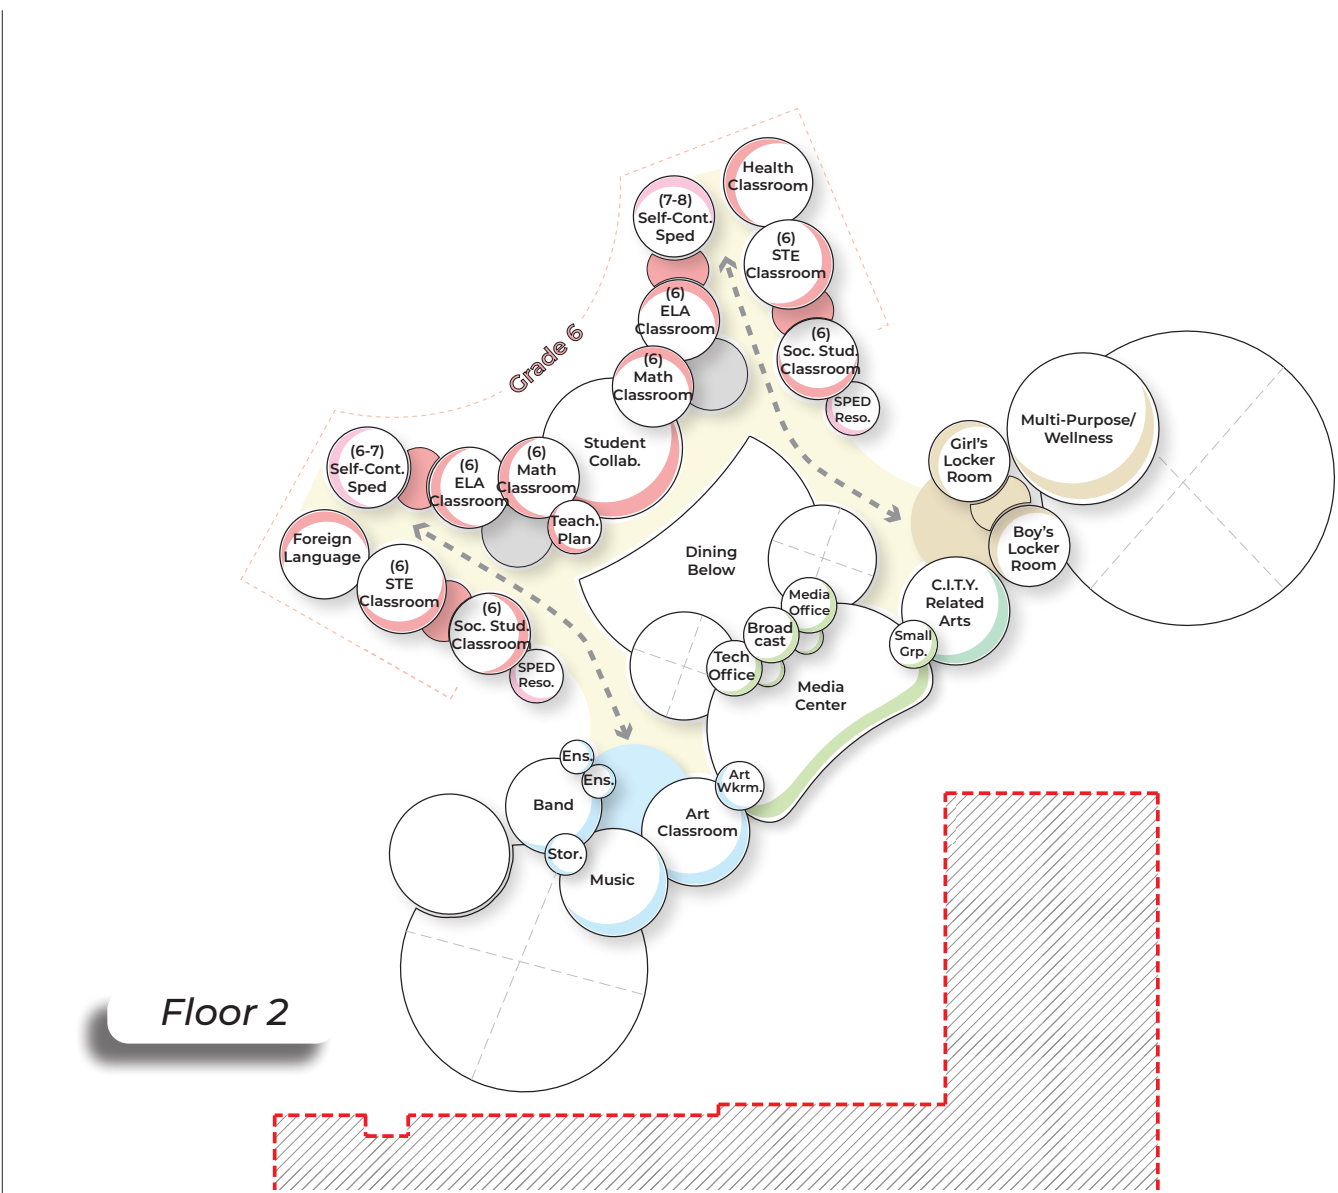 Health
Classroom
(7-8)
Self-Cont.
Sped
(6)
STE
Classroom
(6)
ELA
Classroom
(6)
Soc. Stud.
Classroom
(6)
Math
Classroom
SPED
Reso.
Grade 6
Student
Collab.
(6-7)
Self-Cont.
Sped
(6)
ELA
Classroom
(6)
Math
Classroom
Teach.
Plan
Foreign
Language
(6)
STE
Classroom
(6)
Soc. Stud.
Classroom
SPED
Reso.
Multi-Purpose/
Wellness
Girl's
Locker
Room
Boy's
Locker
Room
Dining
Below
C.I.T.Y.
Related
Arts
Small
Grp.
Media
Office
Broad
cast
Tech
Office
Media
Center
Ens.
Ens.
Band
Art
Wkrm.
Art
Classroom
Stor.
Music
Floor 2